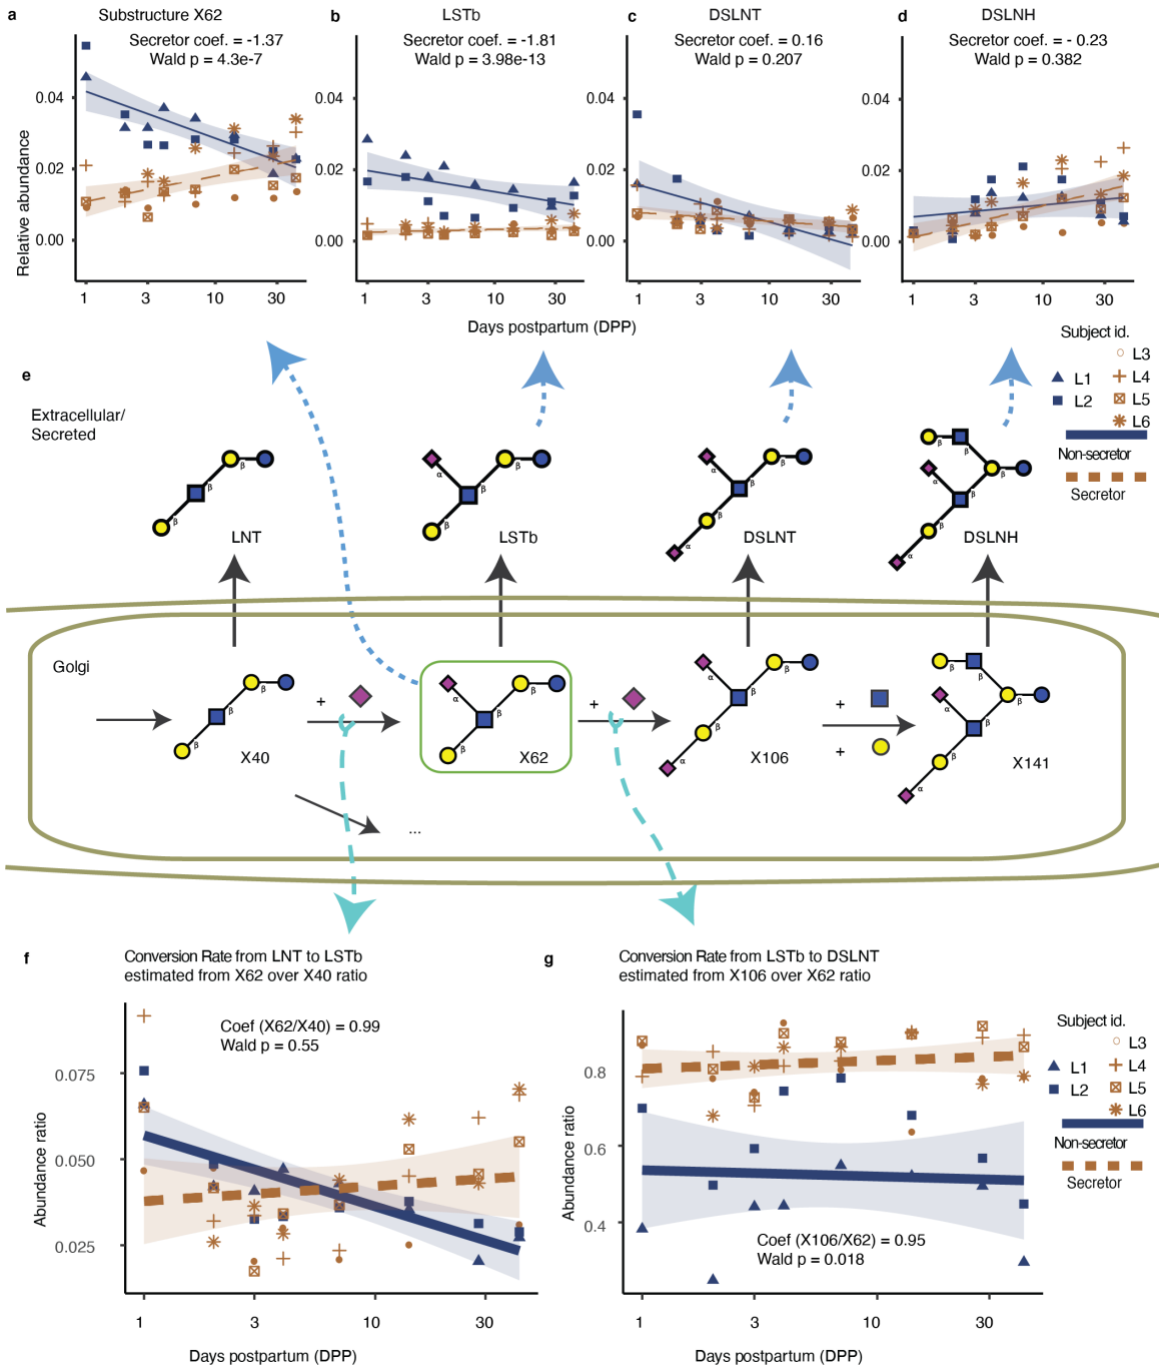 a
Substructure X62
b
LSTb
c
DSLNT
d
DSLNH
Secretor coef. = -1.37
Wald p = 4.3e-7
Secretor coef. = -1.81
Wald p = 3.98e-13
Secretor coef. = 0.16
Wald p = 0.207
Secretor coef. = - 0.23
Wald p = 0.382
Relative abundance
0.04
0.02
0.00
0.04
0.02
0.00
0.04
0.02
0.00
0.04
0.02
0.00
1 3 10 30
1 3 10 30
1 3 10 30
1 3 10 30
Days postpartum (DPP)
Subject id.
L3
L1 L4
L2 L5
L6
Non-secretor
Secretor
e
Extracellular/
Secreted
β β α β β α β β α α β β α
LNT
LSTb
DSLNT
DSLNH
Golgi
+ + + +
β β α β β α β β α α β β α
X40
X62
X106
X141
...
f
Conversion Rate from LNT to LSTb
estimated from X62 over X40 ratio
Coef (X62/X40) = 0.99
Wald p = 0.55
Abundance ratio
0.075
0.050
0.025
1 3 10 30
Days postpartum (DPP)
g
Conversion Rate from LSTb to DSLNT
estimated from X106 over X62 ratio
Abundance ratio
0.8
0.6
0.4
Coef (X106/X62) = 0.95
Wald p = 0.018
1 3 10 30
Days postpartum (DPP)
Subject id.
L3
L1 L4
L2 L5
L6
Non-secretor
Secretor